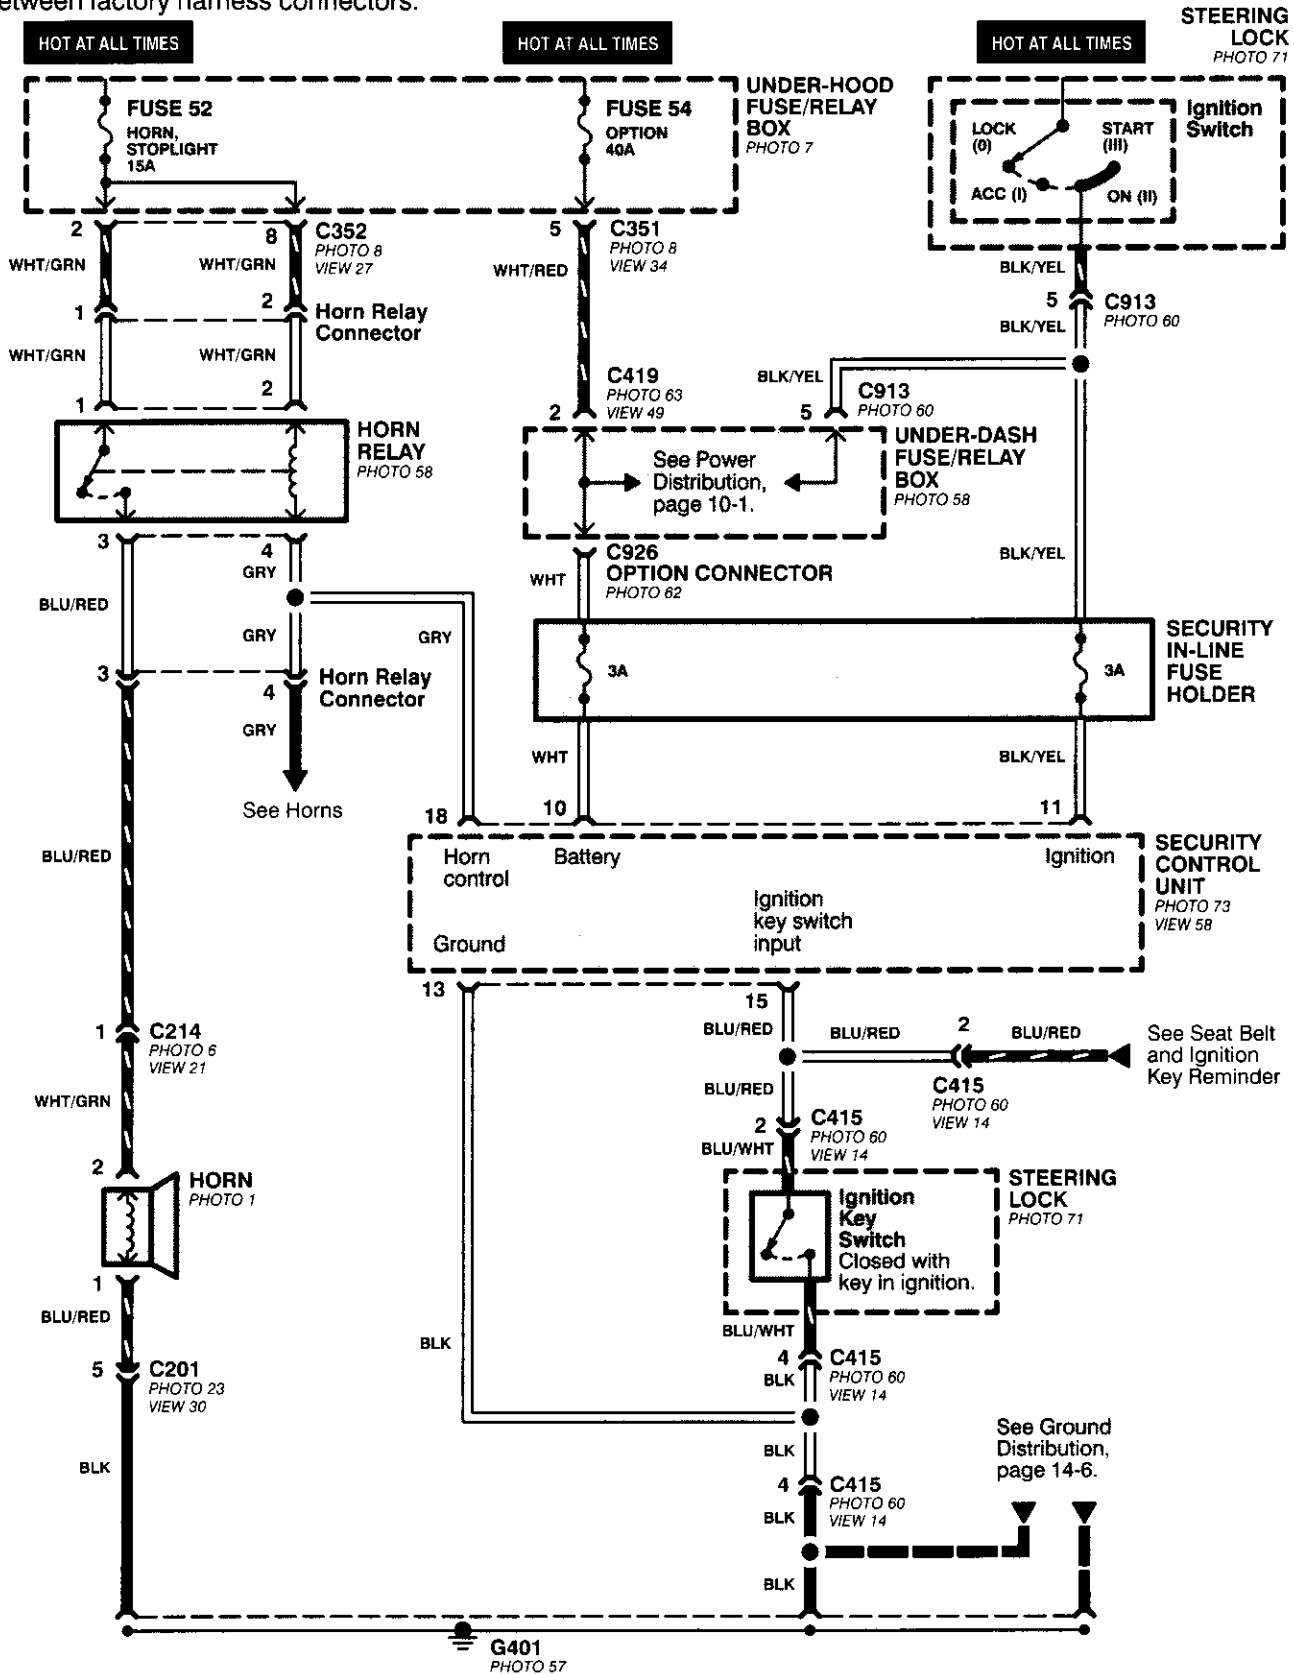 etween factory harness connectors.
HOT AT ALL TIMES
HOT AT ALL TIMES
HOT AT ALL TIMES
STEERING
LOCK
PHOTO 71
FUSE 52
HORN,
STOPLIGHT
15A
FUSE 54
OPTION
40A
UNDER-HOOD
FUSE/RELAY
BOX
PHOTO 7
LOCK
(0)
START
(III)
ACC (I)
ON (II)
Ignition
Switch
2
8
C352
PHOTO 8
VIEW 27
5
C351
PHOTO 8
VIEW 34
WHT/GRN
WHT/GRN
WHT/RED
BLK/YEL
1
2
Horn Relay
Connector
5
C913
PHOTO 60
BLK/YEL
WHT/GRN
WHT/GRN
C419
PHOTO 63
VIEW 49
BLK/YEL
C913
PHOTO 60
1
2
2
5
HORN
RELAY
PHOTO 58
See Power
Distribution,
page 10-1.
UNDER-DASH
FUSE/RELAY
BOX
PHOTO 58
3
4
GRY
C926
OPTION CONNECTOR
PHOTO 62
WHT
BLK/YEL
BLU/RED
GRY
GRY
3A
3A
SECURITY
IN-LINE
FUSE
HOLDER
3
4
Horn Relay
Connector
GRY
WHT
BLK/YEL
See Horns
18
10
11
BLU/RED
Horn
control
Battery
Ignition
Ignition
key switch
input
Ground
SECURITY
CONTROL
UNIT
PHOTO 73
VIEW 58
13
15
1
C214
PHOTO 6
VIEW 21
BLU/RED
BLU/RED
2
BLU/RED
See Seat Belt
and Ignition
Key Reminder
BLU/RED
C415
PHOTO 60
VIEW 14
WHT/GRN
2
C415
PHOTO 60
VIEW 14
BLU/WHT
2
HORN
PHOTO 1
Ignition
Key
Switch
Closed with
key in ignition.
STEERING
LOCK
PHOTO 71
1
BLU/RED
BLU/WHT
BLK
5
C201
PHOTO 23
VIEW 30
4
C415
PHOTO 60
VIEW 14
BLK
BLK
BLK
See Ground
Distribution,
page 14-6.
4
C415
PHOTO 60
VIEW 14
BLK
BLK
G401
PHOTO 57